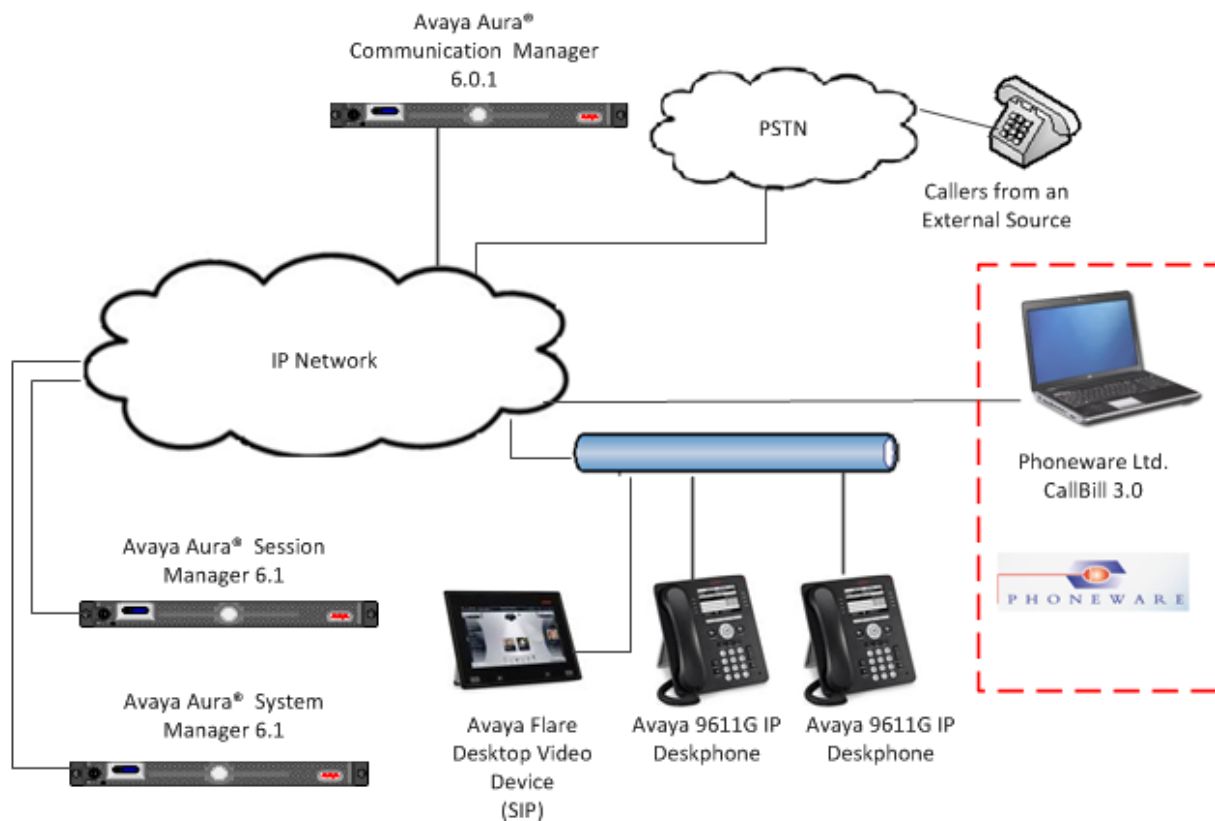 Avaya Aura®
Communication Manager
6.0.1
PSTN
Callers from an
External Source
IP Network
Phoneware Ltd.
CallBill 3.0
PHONEWARE
Avaya Aura® Session
Manager 6.1
Avaya Aura® System
Manager 6.1
Avaya Flare
Desktop Video
Device
(SIP)
Avaya 9611G IP
Deskphone
Avaya 9611G IP
Deskphone